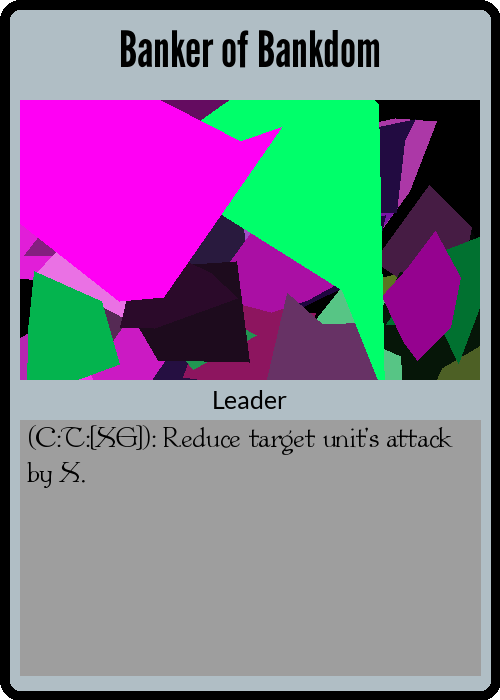 Banker of Bankdom
Leader
(C:T:[XG]): Reduce target unit's attack
by X.